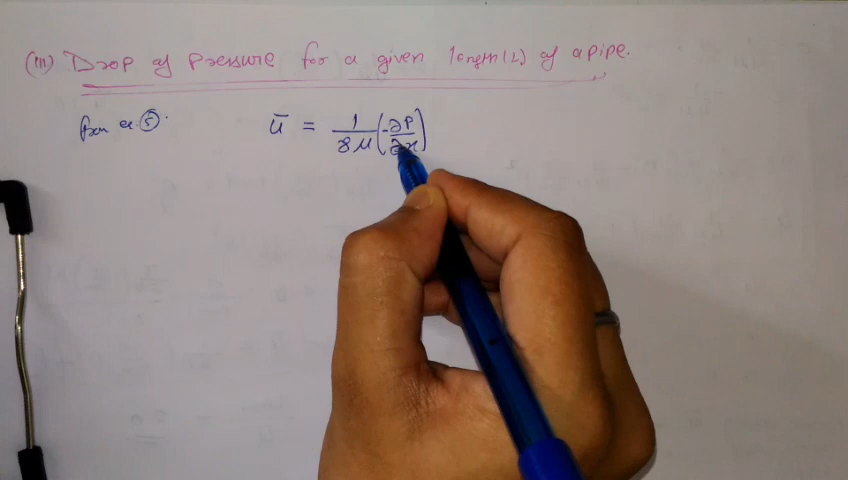 (iii) Drop of Pressure for a given length (L) of a pipe.
from eq. (5). ū = 1/8μ (-∂P/∂x)